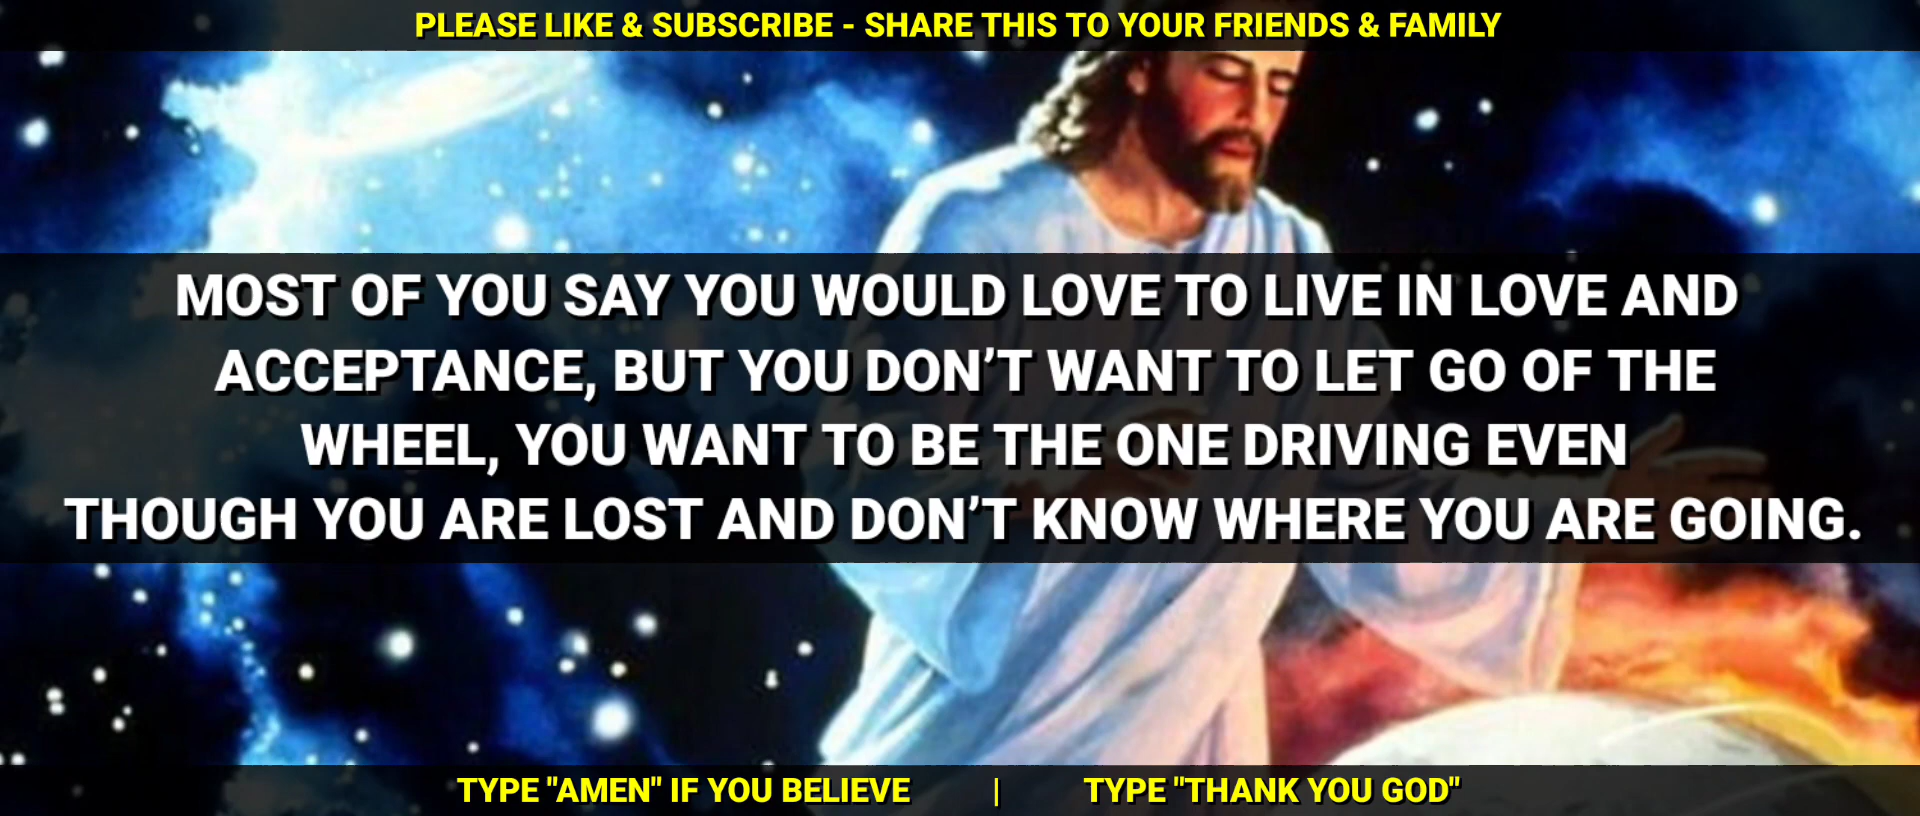 PLEASE LIKE & SUBSCRIBE - SHARE THIS TO YOUR FRIENDS & FAMILY
MOST OF YOU SAY YOU WOULD LOVE TO LIVE IN LOVE AND
ACCEPTANCE, BUT YOU DON’T WANT TO LET GO OF THE
WHEEL, YOU WANT TO BE THE ONE DRIVING EVEN
THOUGH YOU ARE LOST AND DON’T KNOW WHERE YOU ARE GOING.
TYPE "AMEN" IF YOU BELIEVE | TYPE "THANK YOU GOD"